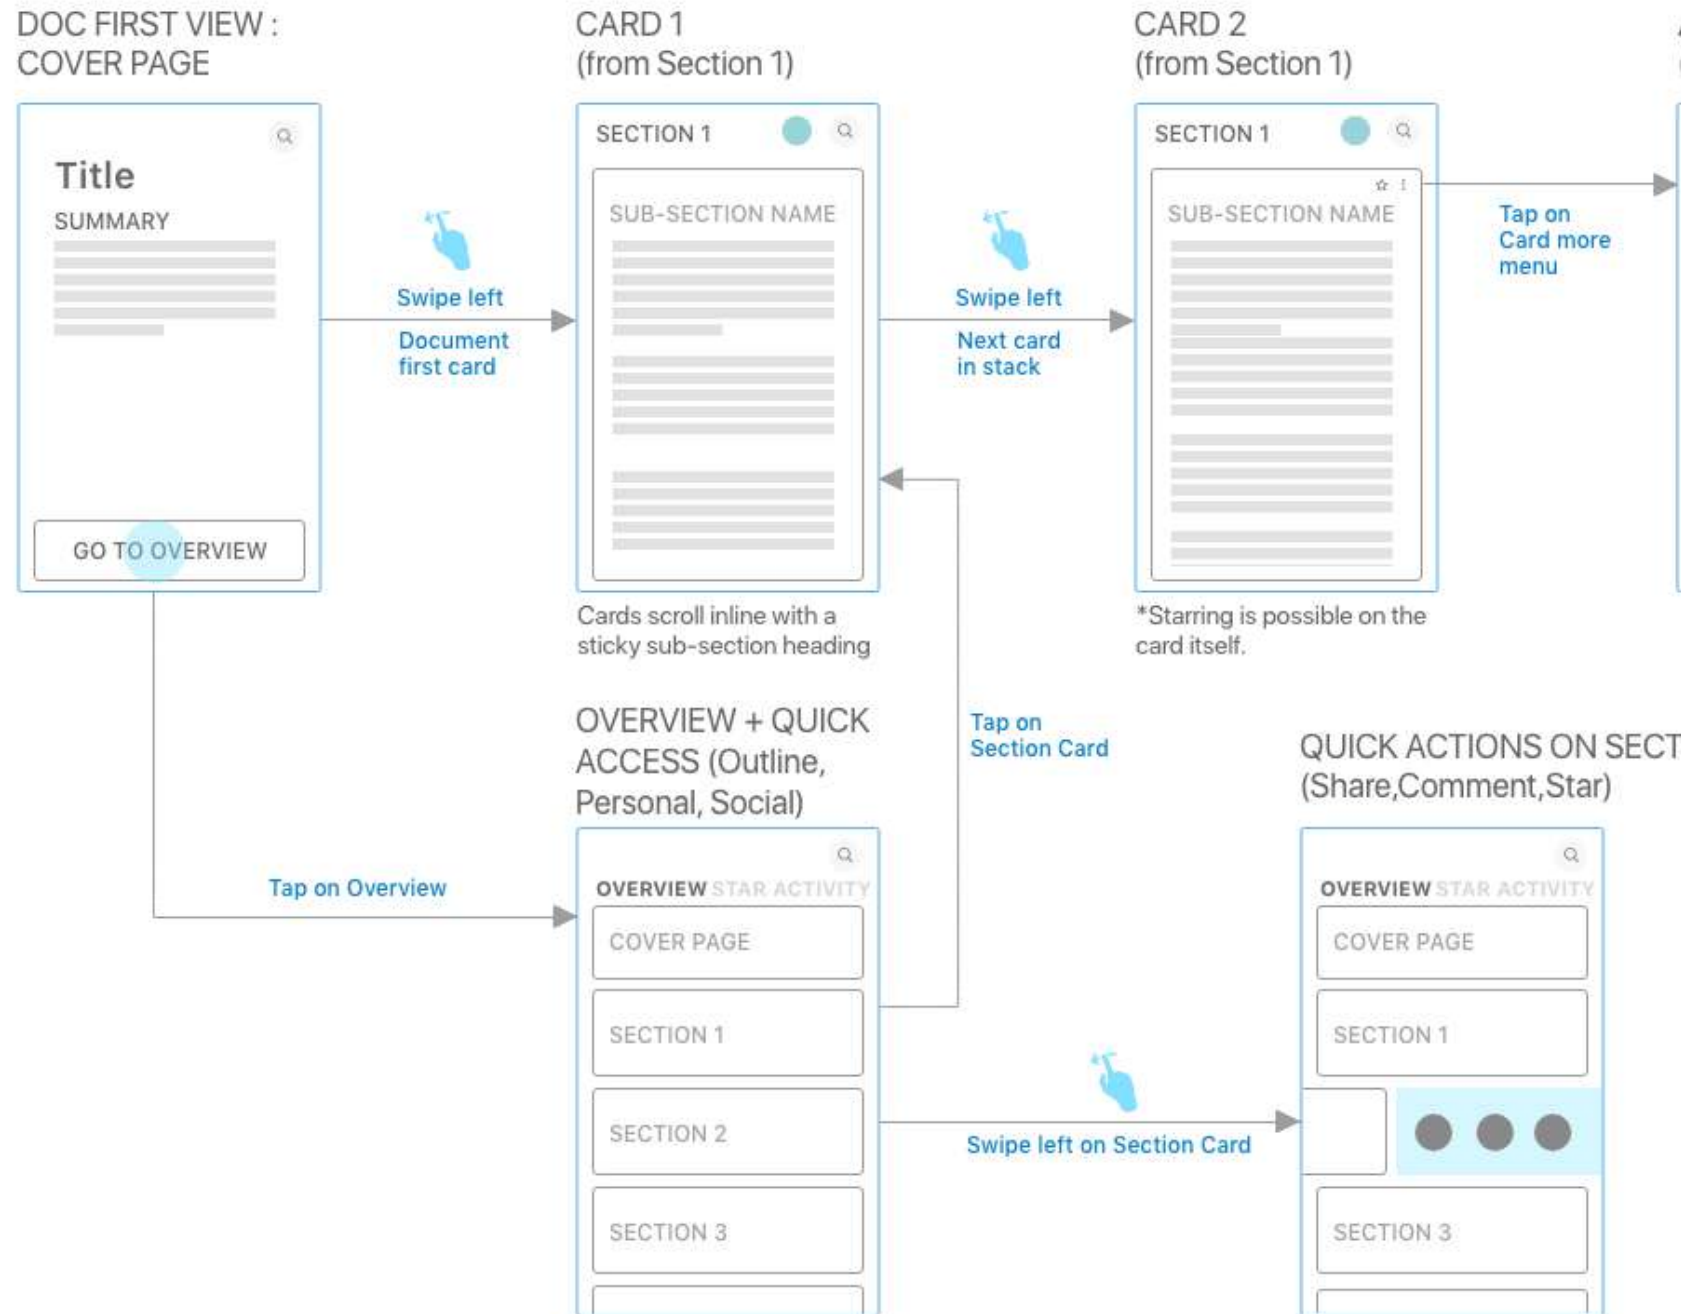 DOC FIRST VIEW :
COVER PAGE
Title
SUMMARY
GO TO OVERVIEW
Swipe left
Document
first card
CARD 1
(from Section 1)
SECTION 1
SUB-SECTION NAME
Cards scroll inline with a
sticky sub-section heading
Swipe left
Next card
in stack
CARD 2
(from Section 1)
SECTION 1
SUB-SECTION NAME
*Starring is possible on the
card itself.
Tap on
Card more
menu
Tap on Overview
OVERVIEW + QUICK
ACCESS (Outline,
Personal, Social)
OVERVIEW STAR ACTIVITY
COVER PAGE
SECTION 1
SECTION 2
SECTION 3
Tap on
Section Card
Swipe left on Section Card
QUICK ACTIONS ON SECT
(Share,Comment,Star)
OVERVIEW STAR ACTIVITY
COVER PAGE
SECTION 1
SECTION 3